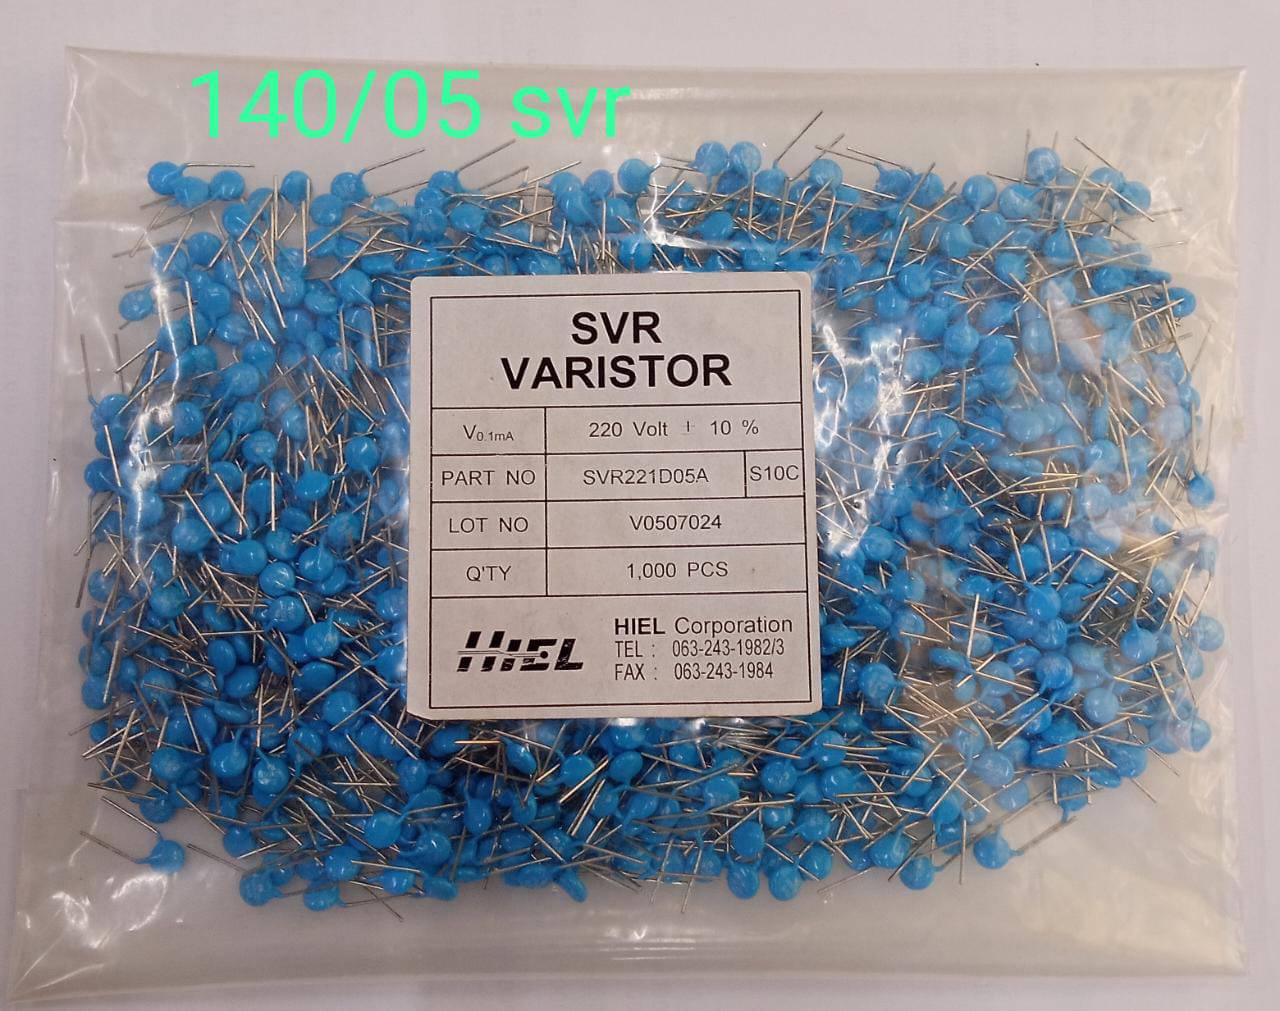 140/05 svr
SVR
VARISTOR
V0.1mA 220 Volt ± 10 %
PART NO SVR221D05A S10C
LOT NO V0507024
Q'TY 1,000 PCS
HIEL HIEL Corporation
TEL : 063-243-1982/3
FAX : 063-243-1984